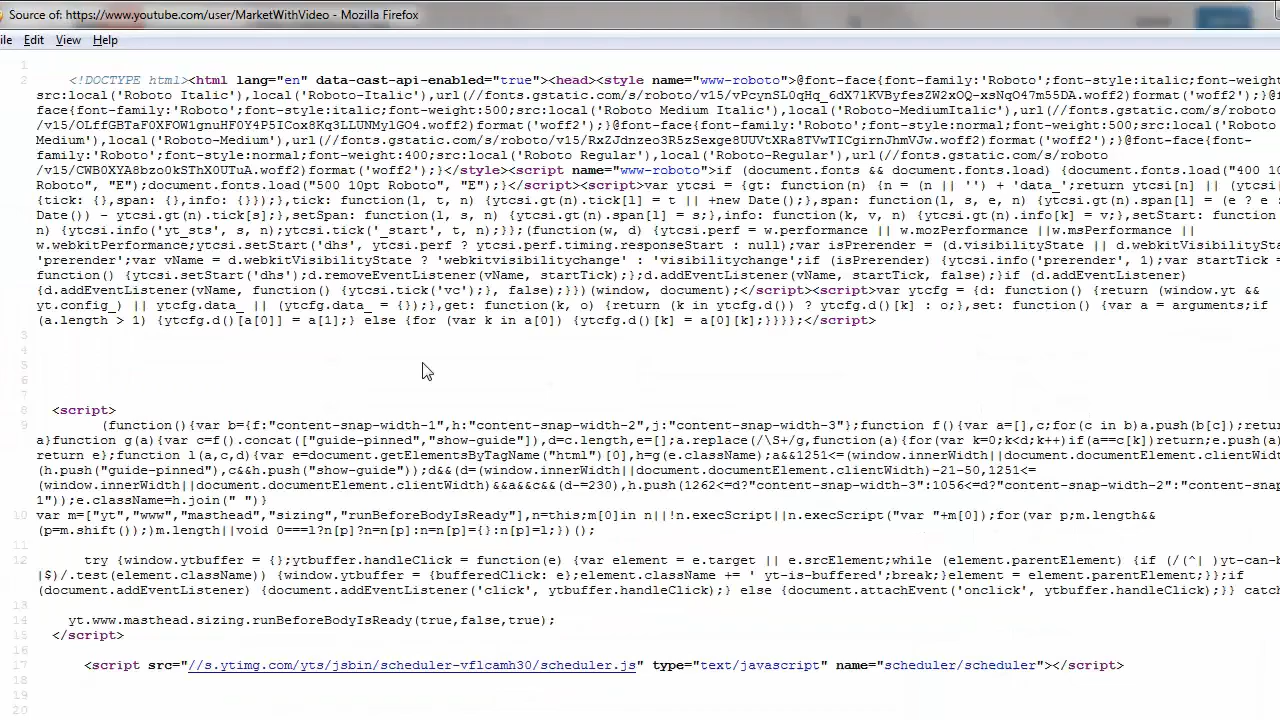 Source of: https://www.youtube.com/user/MarketWithVideo - Mozilla Firefox
ile Edit View Help
1
2 <!DOCTYPE html><html lang="en" data-cast-api-enabled="true"><head><style name="www-roboto">@font-face{font-family:'Roboto';font-style:italic;font-weight
src:local('Roboto Italic'),local('Roboto-Italic'),url(//fonts.gstatic.com/s/roboto/v15/vPcynSL0qHq_6dX7lKVByfesZW2xOQ-xsNqO47m55DA.woff2)format('woff2');}@fo
face{font-family:'Roboto';font-style:italic;font-weight:500;src:local('Roboto Medium Italic'),local('Roboto-MediumItalic'),url(//fonts.gstatic.com/s/roboto
/v15/OLffGBTaF0XFOW1gnuHF0Y4P5ICox8Kq3LLUNMylGO4.woff2)format('woff2');}@font-face{font-family:'Roboto';font-style:normal;font-weight:500;src:local('Roboto
Medium'),local('Roboto-Medium'),url(//fonts.gstatic.com/s/roboto/v15/RxZJdnzeo3R5zSexge8UUVtXRa8TVwTICgirnJhmVJw.woff2)format('woff2');}@font-face{font-
family:'Roboto';font-style:normal;font-weight:400;src:local('Roboto Regular'),local('Roboto-Regular'),url(//fonts.gstatic.com/s/roboto
/v15/CWB0XYA8bzo0kSThX0UTuA.woff2)format('woff2');}</style><script name="www-roboto">if (document.fonts && document.fonts.load) {document.fonts.load("400 10
Roboto", "E");document.fonts.load("500 10pt Roboto", "E");}</script><script>var ytcsi = {gt: function(n) {n = (n || '') + 'data_';return ytcsi[n] || (ytcsi
{tick: {},span: {},info: {}});},tick: function(l, t, n) {ytcsi.gt(n).tick[l] = t || +new Date();},span: function(l, s, e, n) {ytcsi.gt(n).span[l] = (e ? e :
Date()) - ytcsi.gt(n).tick[s];},setSpan: function(l, s, n) {ytcsi.gt(n).span[l] = s;},info: function(k, v, n) {ytcsi.gt(n).info[k] = v;},setStart: function(
n) {ytcsi.info('yt_sts', s, n);ytcsi.tick('_start', t, n);}};(function(w, d) {ytcsi.perf = w.performance || w.mozPerformance ||w.msPerformance ||
w.webkitPerformance;ytcsi.setStart('dhs', ytcsi.perf ? ytcsi.perf.timing.responseStart : null);var isPrerender = (d.visibilityState || d.webkitVisibilitySta
'prerender';var vName = d.webkitVisibilityState ? 'webkitvisibilitychange' : 'visibilitychange';if (isPrerender) {ytcsi.info('prerender', 1);var startTick =
function() {ytcsi.setStart('dhs');d.removeEventListener(vName, startTick);};d.addEventListener(vName, startTick, false);}if (d.addEventListener)
{d.addEventListener(vName, function() {ytcsi.tick('vc');}, false);}})(window, document);</script><script>var ytcfg = {d: function() {return (window.yt &&
yt.config_) || ytcfg.data_ || (ytcfg.data_ = {});},get: function(k, o) {return (k in ytcfg.d()) ? ytcfg.d()[k] : o;},set: function() {var a = arguments;if
(a.length > 1) {ytcfg.d()[a[0]] = a[1];} else {for (var k in a[0]) {ytcfg.d()[k] = a[0][k];}}}};</script>
3
4
5
6
7
8 <script>
9 (function(){var b={f:"content-snap-width-1",h:"content-snap-width-2",j:"content-snap-width-3"};function f(){var a=[],c;for(c in b)a.push(b[c]);retur
a}function g(a){var c=f().concat(["guide-pinned","show-guide"]),d=c.length,e=[];a.replace(/\S+/g,function(a){for(var k=0;k<d;k++)if(a==c[k])return;e.push(a)
return e};function l(a,c,d){var e=document.getElementsByTagName("html")[0],h=g(e.className);a&&1251<=(window.innerWidth||document.documentElement.clientWid
(h.push("guide-pinned"),c&&h.push("show-guide"));d&&(d=(window.innerWidth||document.documentElement.clientWidth)-21-50,1251<=
(window.innerWidth||document.documentElement.clientWidth)&&a&&c&&(d-=230),h.push(1262<=d?"content-snap-width-3":1056<=d?"content-snap-width-2":"content-snap
1"));e.className=h.join(" ")}
10 var m=["yt","www","masthead","sizing","runBeforeBodyIsReady"],n=this;m[0]in n||!n.execScript||n.execScript("var "+m[0]);for(var p;m.length&&
(p=m.shift());)m.length||void 0===l?n[p]?n=n[p]:n=n[p]={}:n[p]=l;})();
11
12 try {window.ytbuffer = {};ytbuffer.handleClick = function(e) {var element = e.target || e.srcElement;while (element.parentElement) {if (/(^| )yt-can-b
|$)/.test(element.className)) {window.ytbuffer = {bufferedClick: e};element.className += ' yt-is-buffered';break;}element = element.parentElement;}};if
(document.addEventListener) {document.addEventListener('click', ytbuffer.handleClick);} else {document.attachEvent('onclick', ytbuffer.handleClick);}} catch
13
14 yt.www.masthead.sizing.runBeforeBodyIsReady(true,false,true);
15 </script>
16
17 <script src="//s.ytimg.com/yts/jsbin/scheduler-vflcamh30/scheduler.js" type="text/javascript" name="scheduler/scheduler"></script>
18
19
20